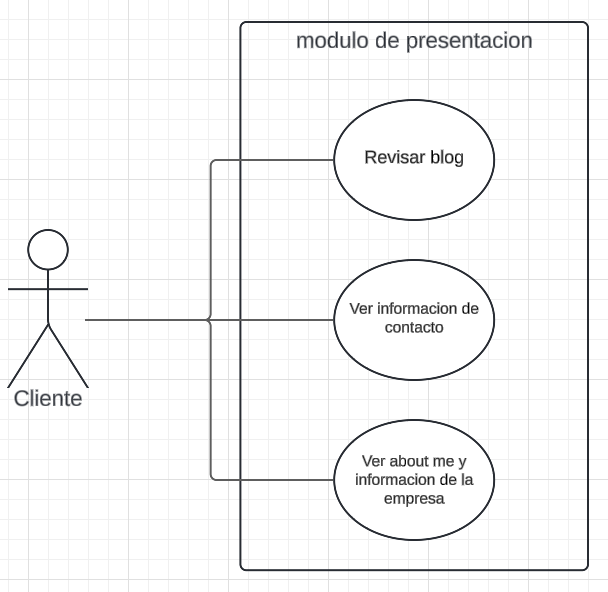 modulo de presentacion
Revisar blog
Ver informacion de
contacto
Cliente
Ver about me y
informacion de la
empresa